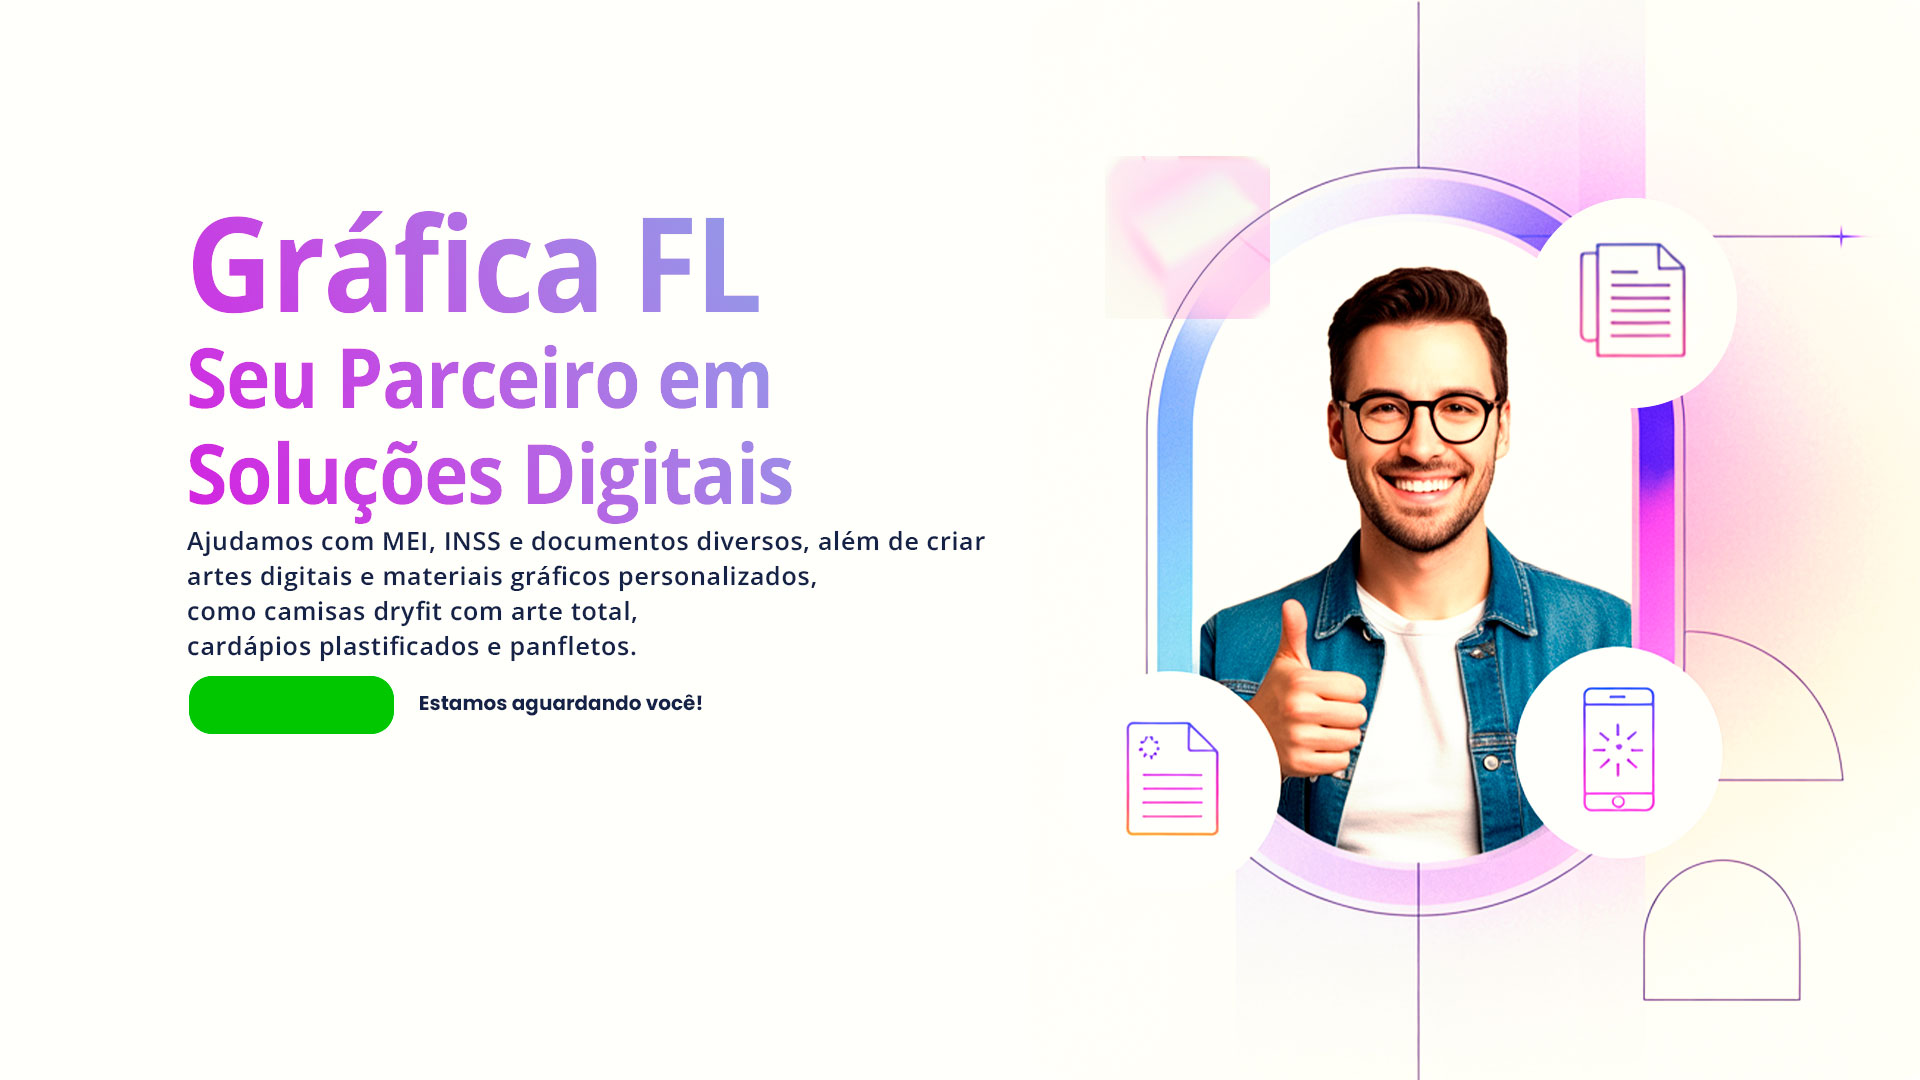 Gráfica FL
Seu Parceiro em
Soluções Digitais
Ajudamos com MEI, INSS e documentos diversos, além de criar
artes digitais e materiais gráficos personalizados,
como camisas dryfit com arte total,
cardápios plastificados e panfletos.
Estamos aguardando você!